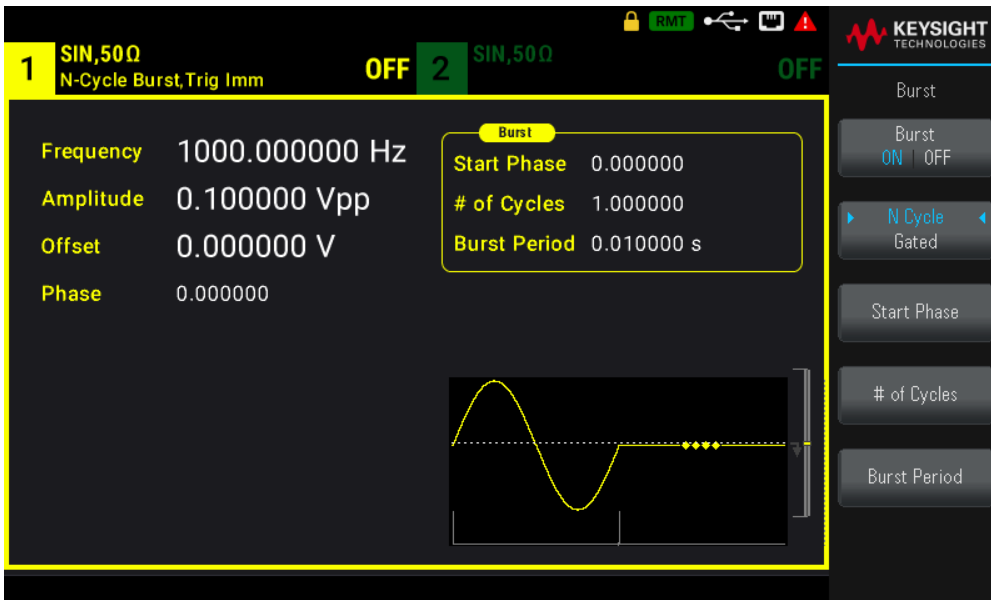 RMT
KEYSIGHT
TECHNOLOGIES
1
SIN,50Ω
N-Cycle Burst,Trig Imm
OFF
2
SIN,50Ω
OFF
Burst
Burst
ON | OFF
N Cycle
Gated
Start Phase
# of Cycles
Burst Period
Frequency 1000.000000 Hz
Amplitude 0.100000 Vpp
Offset 0.000000 V
Phase 0.000000
Burst
Start Phase 0.000000
# of Cycles 1.000000
Burst Period 0.010000 s